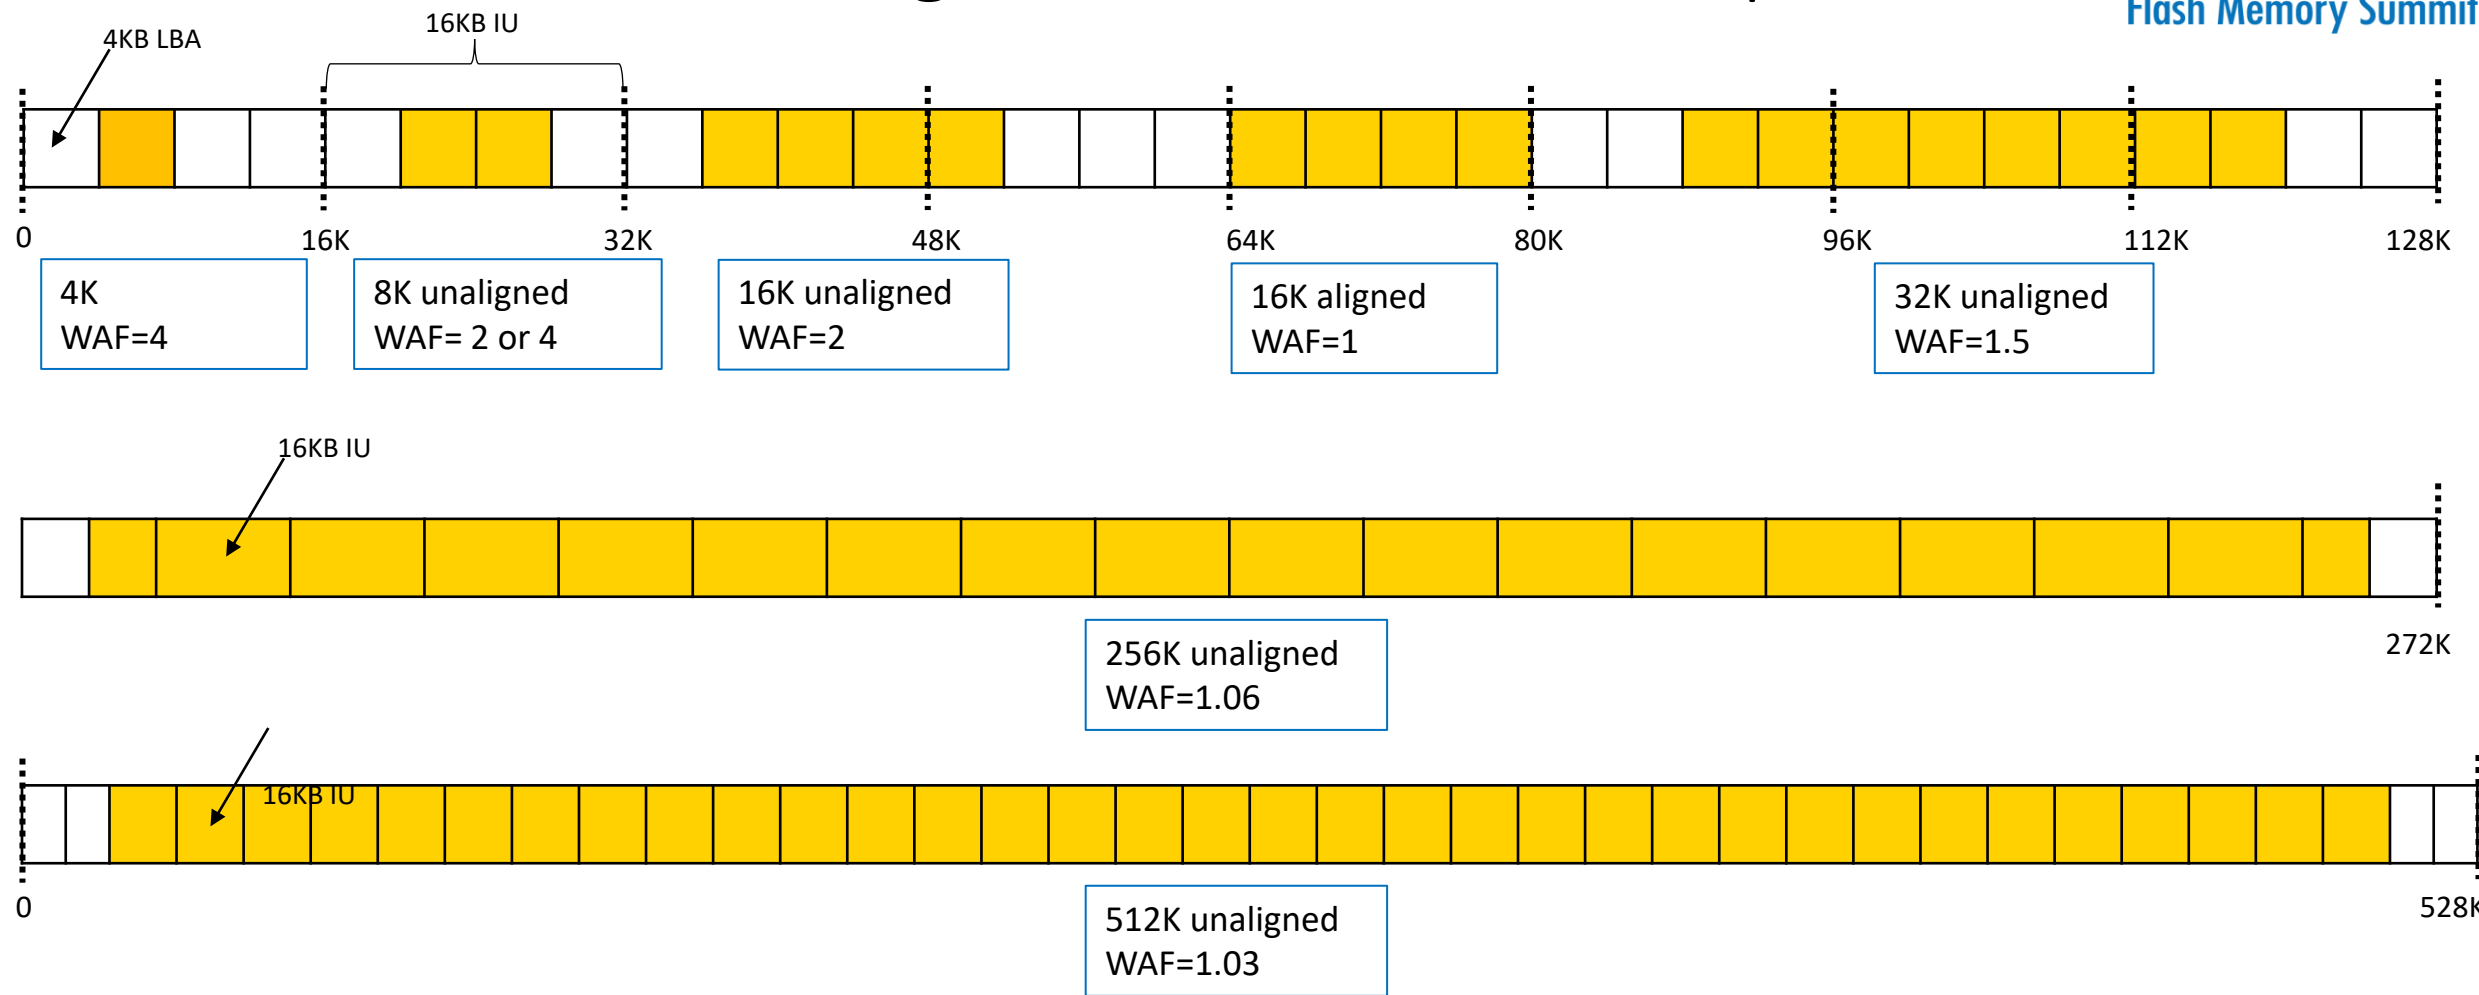 Flash Memory Summit
4KB LBA
16KB IU
0
16K
32K
48K
64K
80K
96K
112K
128K
4K
WAF=4
8K unaligned
WAF= 2 or 4
16K unaligned
WAF=2
16K aligned
WAF=1
32K unaligned
WAF=1.5
16KB IU
272K
256K unaligned
WAF=1.06
16KB IU
0
528K
512K unaligned
WAF=1.03